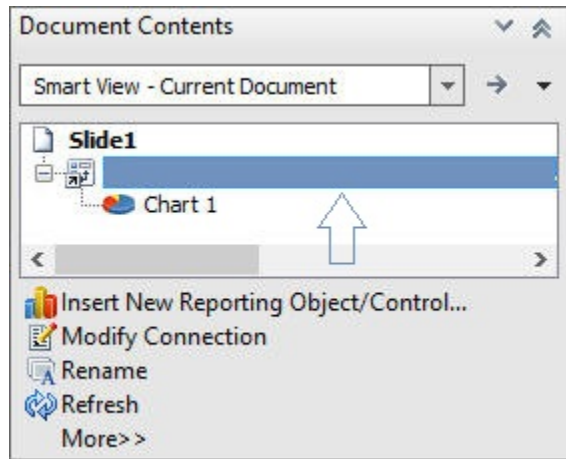 Document Contents
Smart View - Current Document
Slide1
Chart 1
Insert New Reporting Object/Control...
Modify Connection
Rename
Refresh
More>>